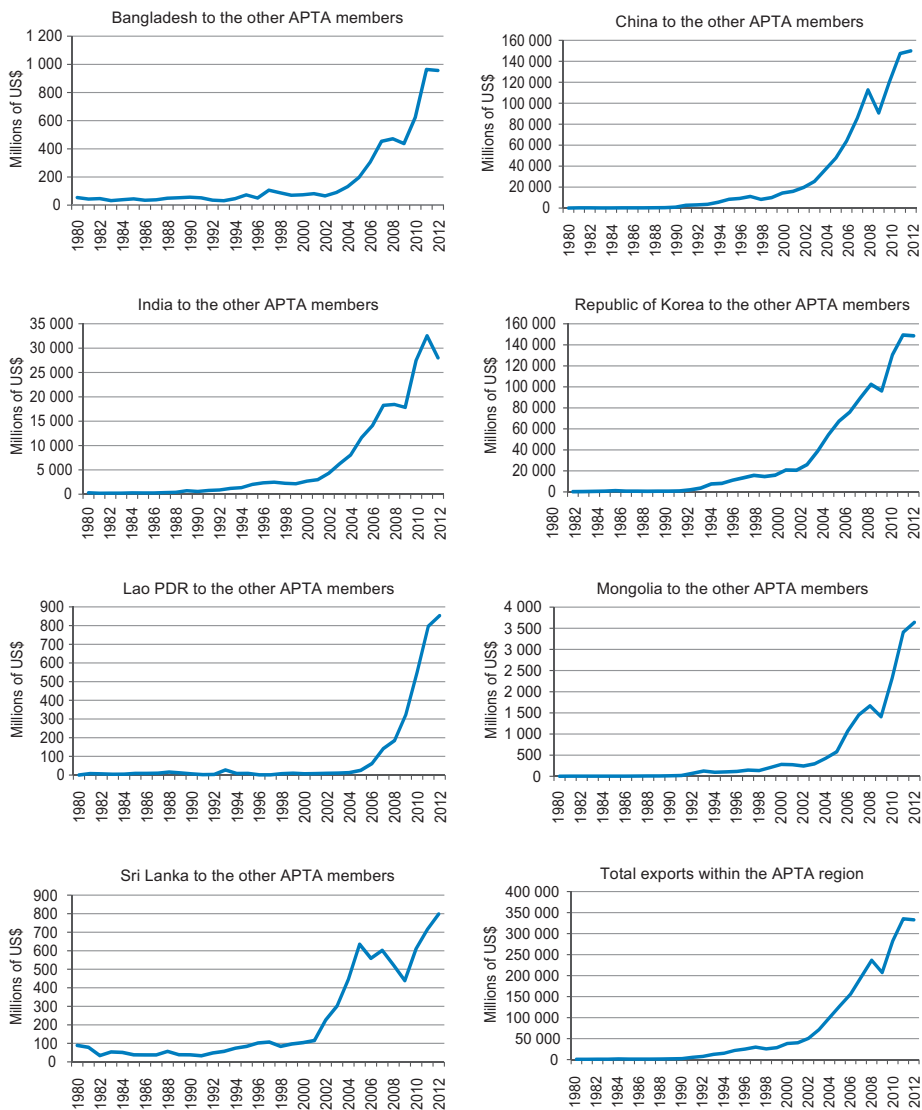 Bangladesh to the other APTA members
Millions of US$
1 200
1 000
800
600
400
200
0
1980 1982 1984 1986 1988 1990 1992 1994 1996 1998 2000 2002 2004 2006 2008 2010 2012
China to the other APTA members
Millions of US$
160 000
140 000
120 000
100 000
80 000
60 000
40 000
20 000
0
1980 1982 1984 1986 1988 1990 1992 1994 1996 1998 2000 2002 2004 2006 2008 2010 2012
India to the other APTA members
Millions of US$
35 000
30 000
25 000
20 000
15 000
10 000
5 000
0
1980 1982 1984 1986 1988 1990 1992 1994 1996 1998 2000 2002 2004 2006 2008 2010 2012
Republic of Korea to the other APTA members
Millions of US$
160 000
140 000
120 000
100 000
80 000
60 000
40 000
20 000
0
1980 1982 1984 1986 1988 1990 1992 1994 1996 1998 2000 2002 2004 2006 2008 2010 2012
Lao PDR to the other APTA members
Millions of US$
900
800
700
600
500
400
300
200
100
0
1980 1982 1984 1986 1988 1990 1992 1994 1996 1998 2000 2002 2004 2006 2008 2010 2012
Mongolia to the other APTA members
Millions of US$
4 000
3 500
3 000
2 500
2 000
1 500
1 000
500
0
1980 1982 1984 1986 1988 1990 1992 1994 1996 1998 2000 2002 2004 2006 2008 2010 2012
Sri Lanka to the other APTA members
Millions of US$
900
800
700
600
500
400
300
200
100
0
1980 1982 1984 1986 1988 1990 1992 1994 1996 1998 2000 2002 2004 2006 2008 2010 2012
Total exports within the APTA region
Millions of US$
400 000
350 000
300 000
250 000
200 000
150 000
100 000
50 000
0
1980 1982 1984 1986 1988 1990 1992 1994 1996 1998 2000 2002 2004 2006 2008 2010 2012